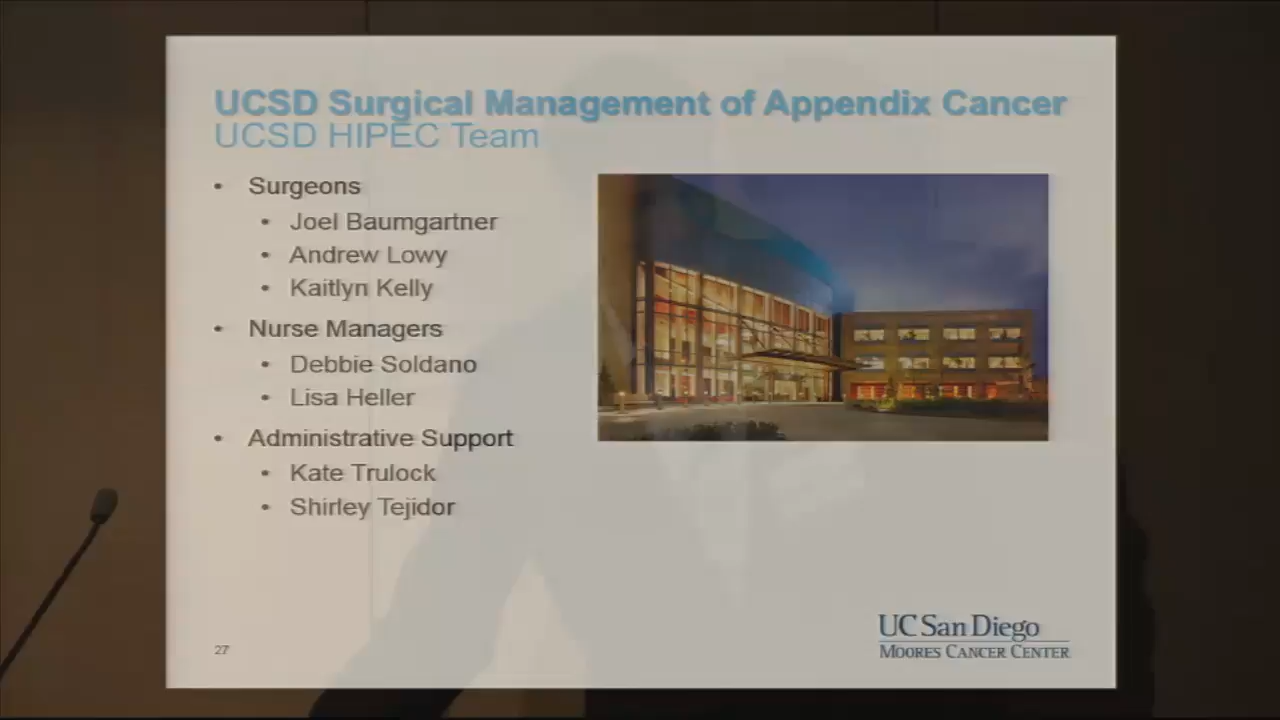 UCSD Surgical Management of Appendix Cancer
UCSD HIPEC Team
• Surgeons
• Joel Baumgartner
• Andrew Lowy
• Kaitlyn Kelly
• Nurse Managers
• Debbie Soldano
• Lisa Heller
• Administrative Support
• Kate Trulock
• Shirley Tejidor
27
UC San Diego
MOORES CANCER CENTER